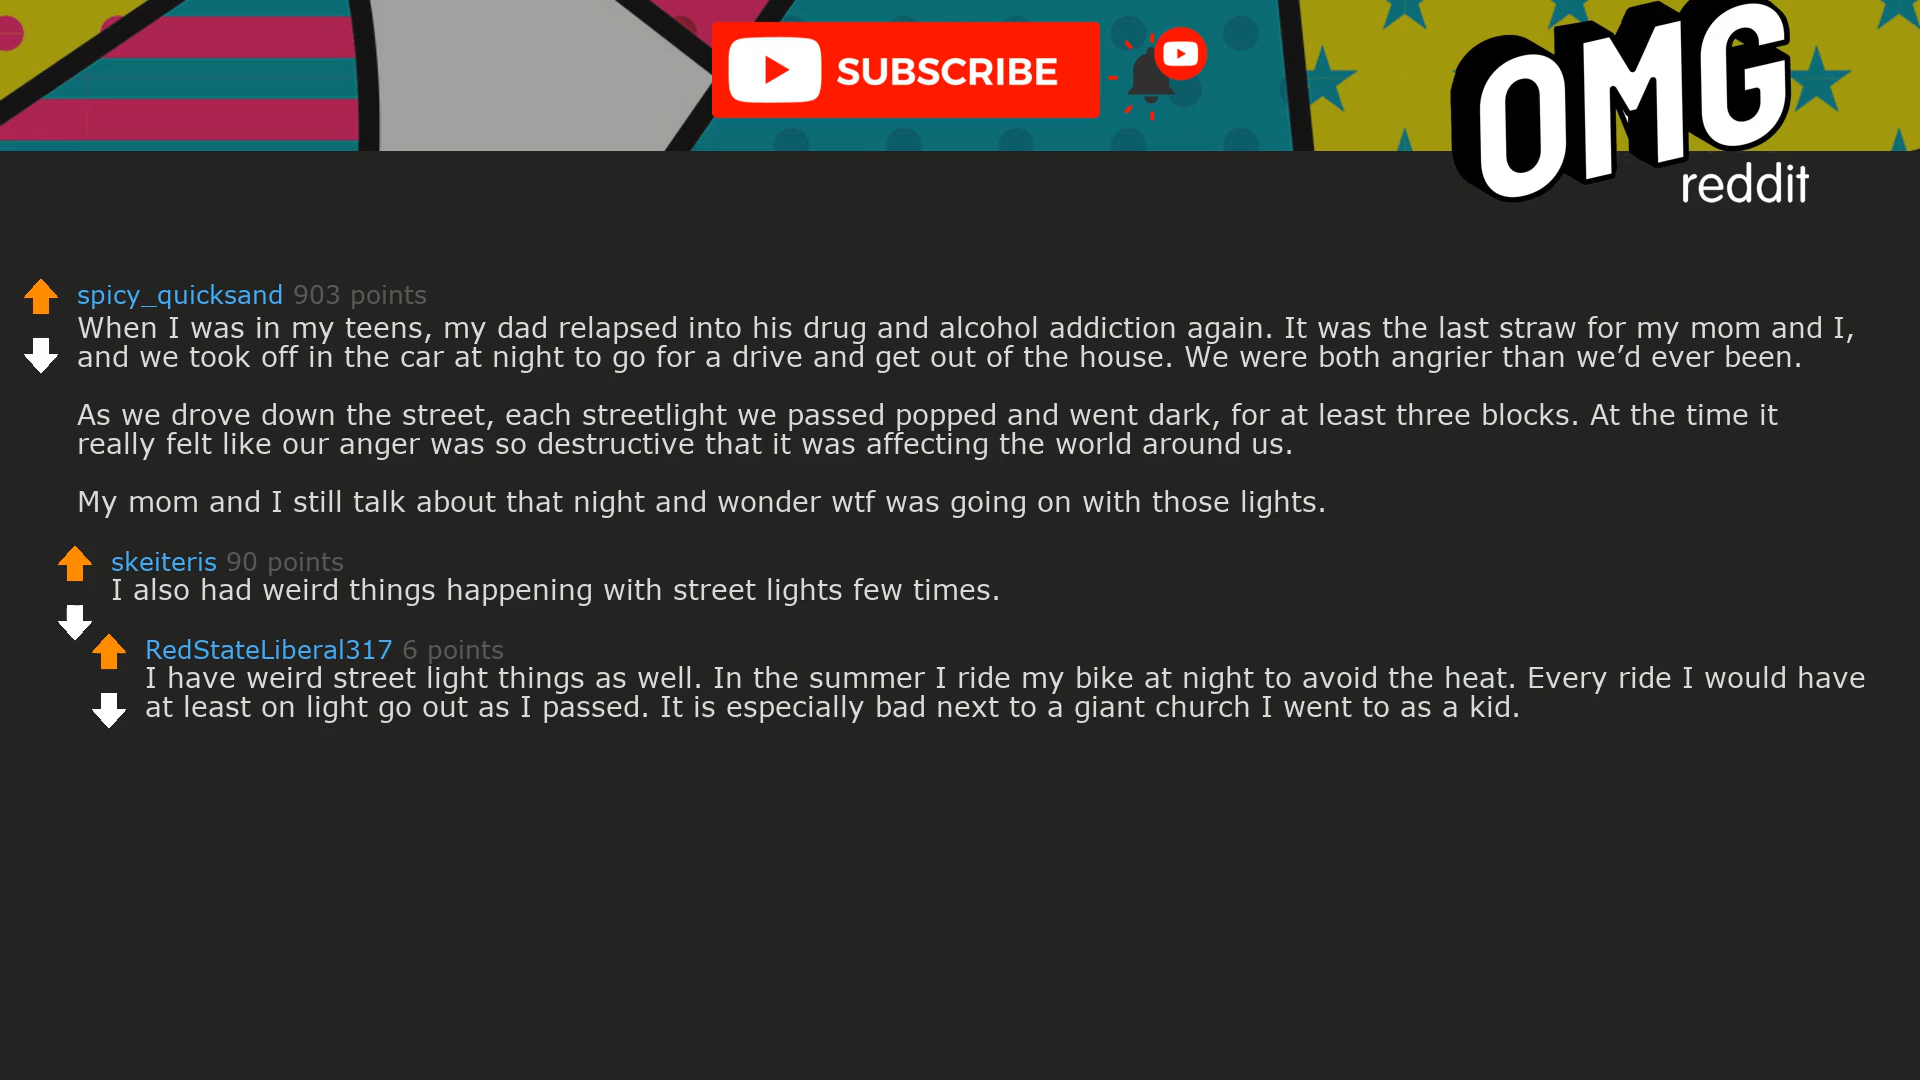 SUBSCRIBE
OMG
reddit
spicy_quicksand 903 points
When I was in my teens, my dad relapsed into his drug and alcohol addiction again. It was the last straw for my mom and I,
and we took off in the car at night to go for a drive and get out of the house. We were both angrier than we’d ever been.
As we drove down the street, each streetlight we passed popped and went dark, for at least three blocks. At the time it
really felt like our anger was so destructive that it was affecting the world around us.
My mom and I still talk about that night and wonder wtf was going on with those lights.
skeiteris 90 points
I also had weird things happening with street lights few times.
RedStateLiberal317 6 points
I have weird street light things as well. In the summer I ride my bike at night to avoid the heat. Every ride I would have
at least on light go out as I passed. It is especially bad next to a giant church I went to as a kid.